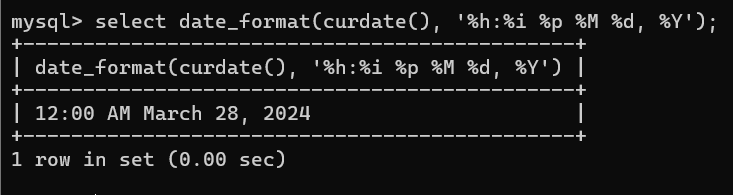 mysql> select date_format(curdate(), '%h:%i %p %M %d, %Y');
+----------------------------------------------+
| date_format(curdate(), '%h:%i %p %M %d, %Y') |
+----------------------------------------------+
| 12:00 AM March 28, 2024                      |
+----------------------------------------------+
1 row in set (0.00 sec)